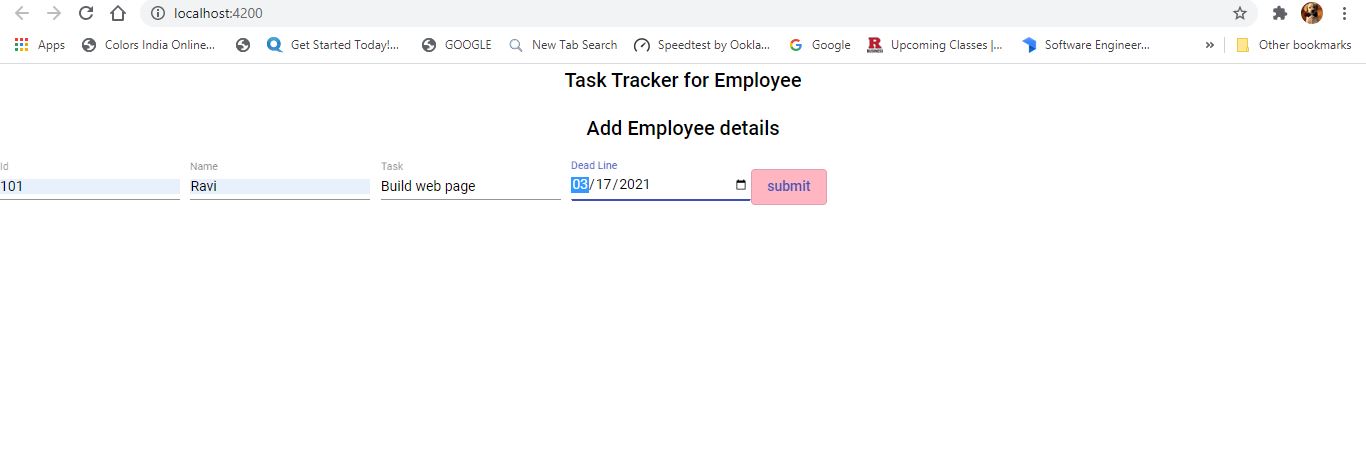 localhost:4200
Apps Colors India Online... Get Started Today!... GOOGLE New Tab Search Speedtest by Ookla... Google Upcoming Classes |... Software Engineer... » Other bookmarks
Task Tracker for Employee
Add Employee details
Id Name Task Dead Line
101 Ravi Build web page 03/17/2021 submit